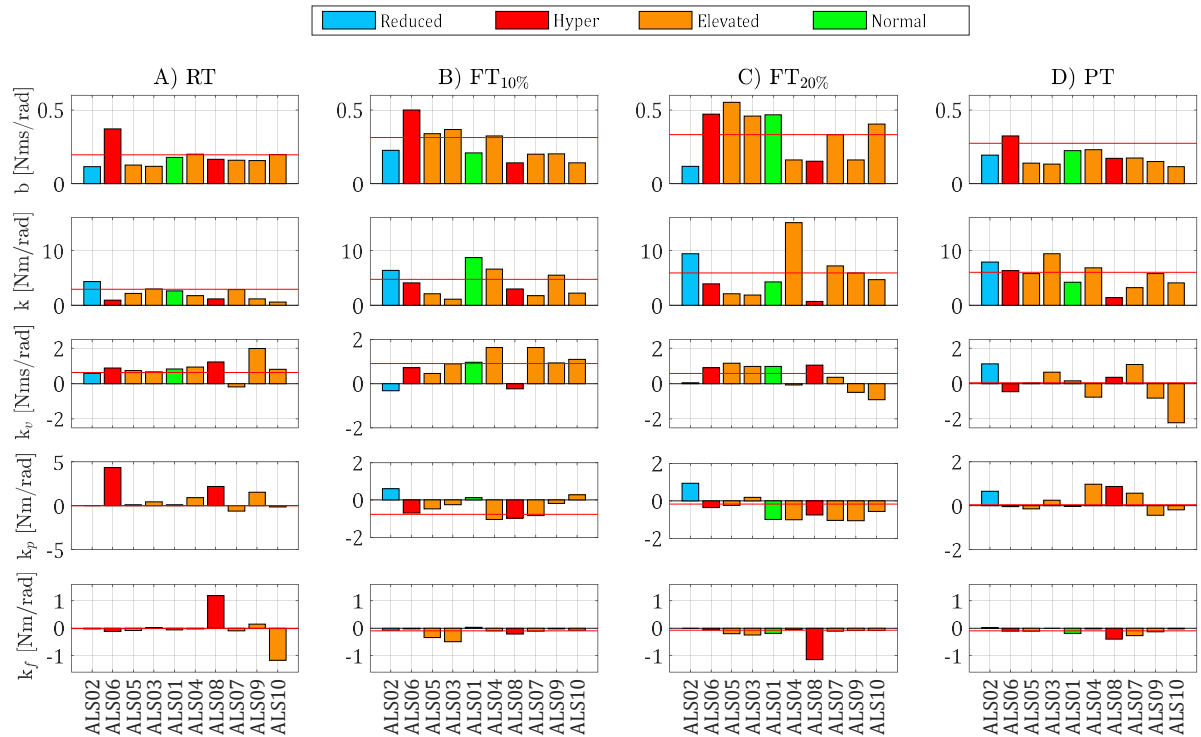 Reduced Hyper Elevated Normal
A) RT B) FT10% C) FT20% D) PT
b [Nms/rad] 0.5 0 0.5 0 0.5 0 0.5 0
k [Nm/rad] 10 0 10 0 10 0 10 0
kv [Nms/rad] 2 0 -2 2 0 -2 2 0 -2 2 0 -2
kp [Nm/rad] 5 0 -5 2 0 -2 2 0 -2 2 0 -2
kf [Nm/rad] 1 0 -1 1 0 -1 1 0 -1 1 0 -1
ALS02 ALS06 ALS05 ALS03 ALS01 ALS04 ALS08 ALS07 ALS09 ALS10 ALS02 ALS06 ALS05 ALS03 ALS01 ALS04 ALS08 ALS07 ALS09 ALS10 ALS02 ALS06 ALS05 ALS03 ALS01 ALS04 ALS08 ALS07 ALS09 ALS10 ALS02 ALS06 ALS05 ALS03 ALS01 ALS04 ALS08 ALS07 ALS09 ALS10